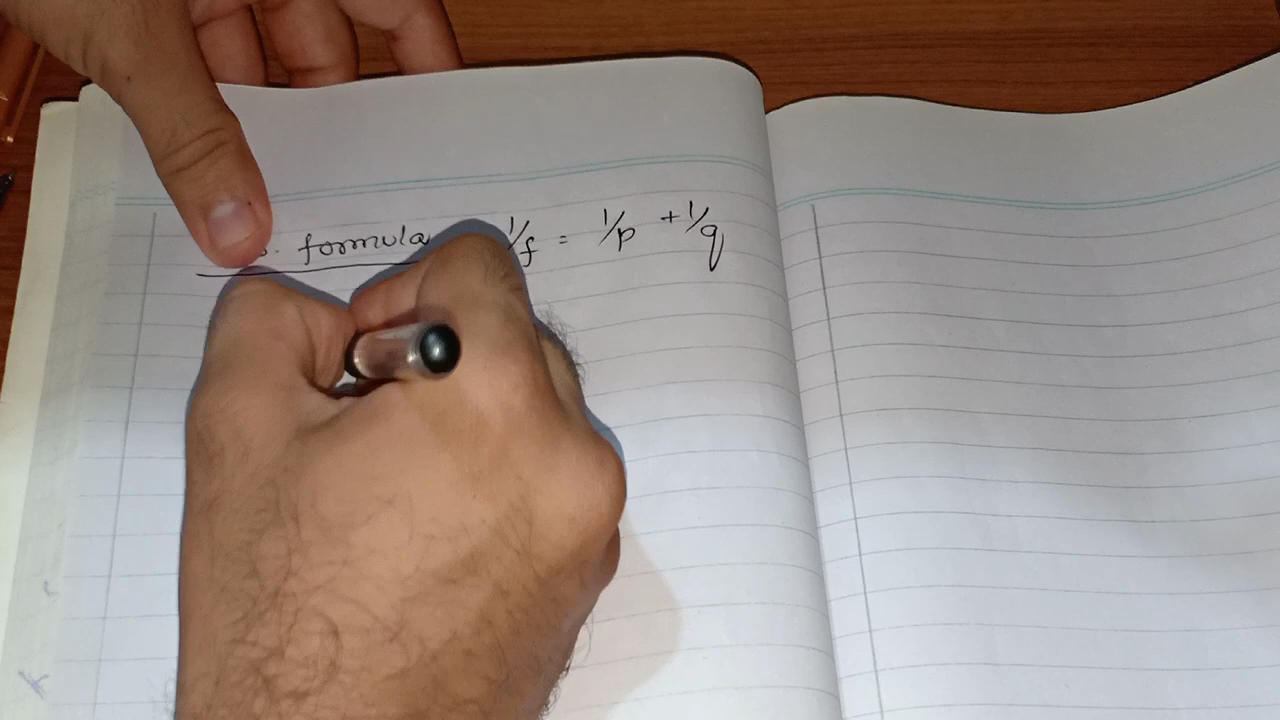 formula 1/f = 1/p + 1/q